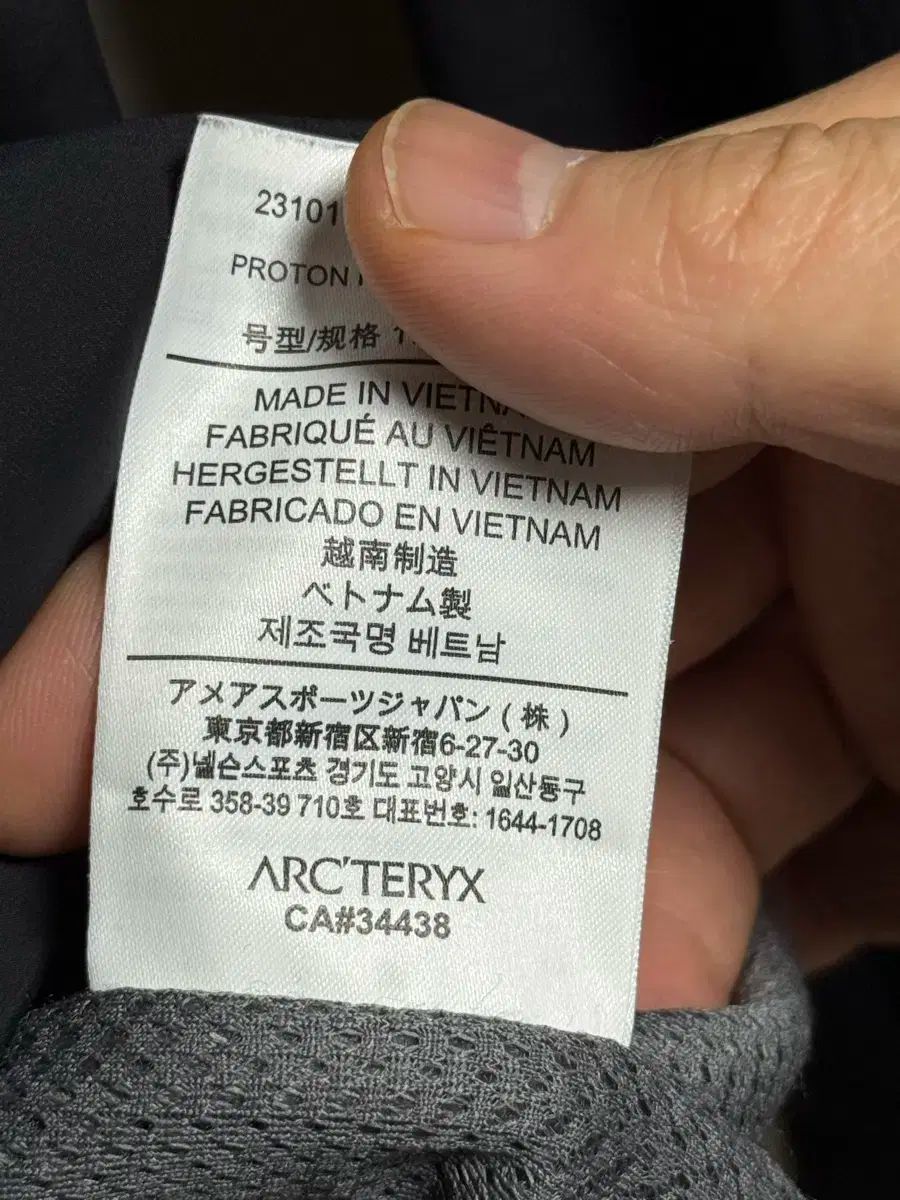 23101
PROTON
号型/规格
MADE IN
FABRIQUÉ AU VIÊTNAM
HERGESTELLT IN VIETNAM
FABRICADO EN VIETNAM
越南制造
ベトナム製
제조국명 베트남
アメアスポーツジャパン（株）
東京都新宿区新宿6-27-30
(주)넬슨스포츠 경기도 고양시 일산동구
호수로 358-39 710호 대표번호: 1644-1708
ARC'TERYX
CA#34438